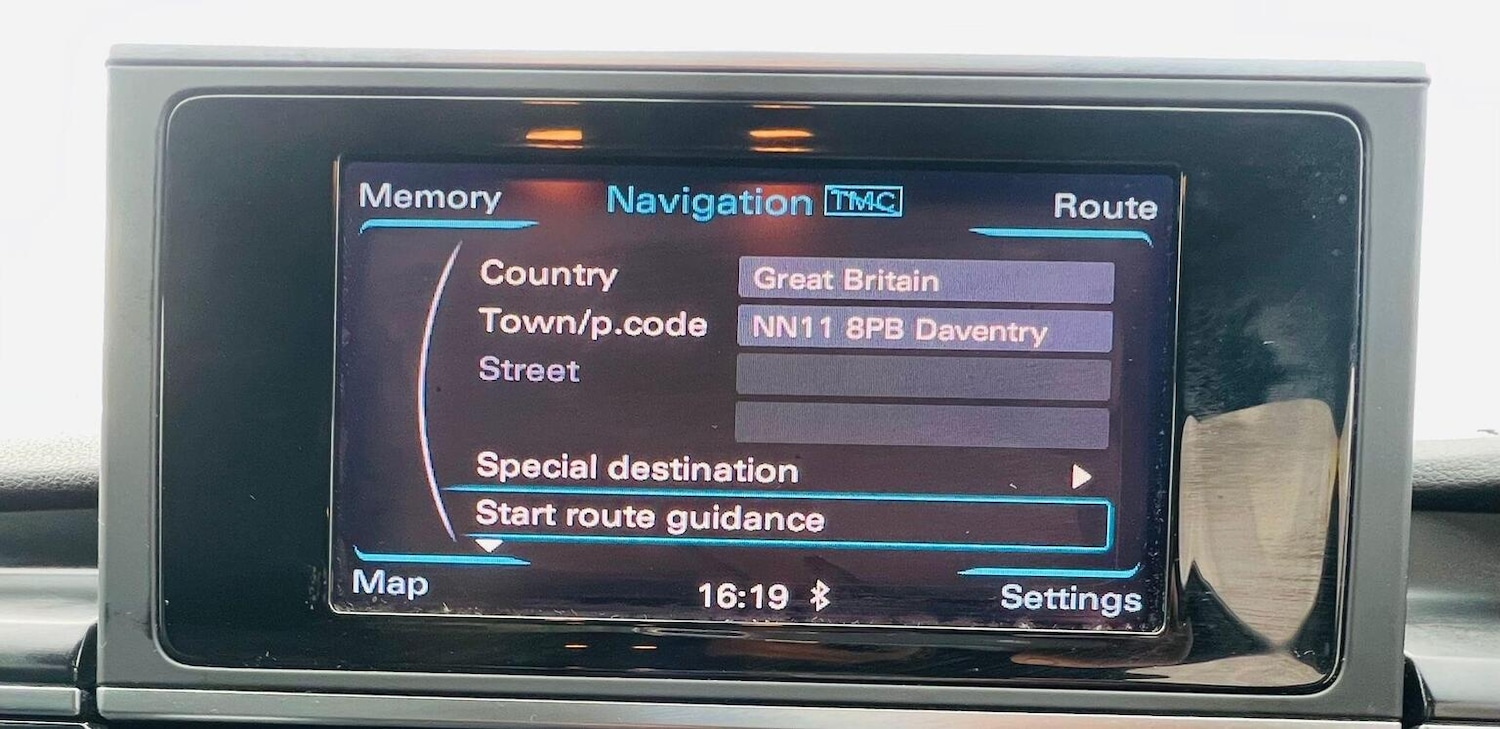 Memory
Navigation TMC
Route
Country Great Britain
Town/p.code NN11 8PB Daventry
Street
Special destination
Start route guidance
Map
16:19
Settings